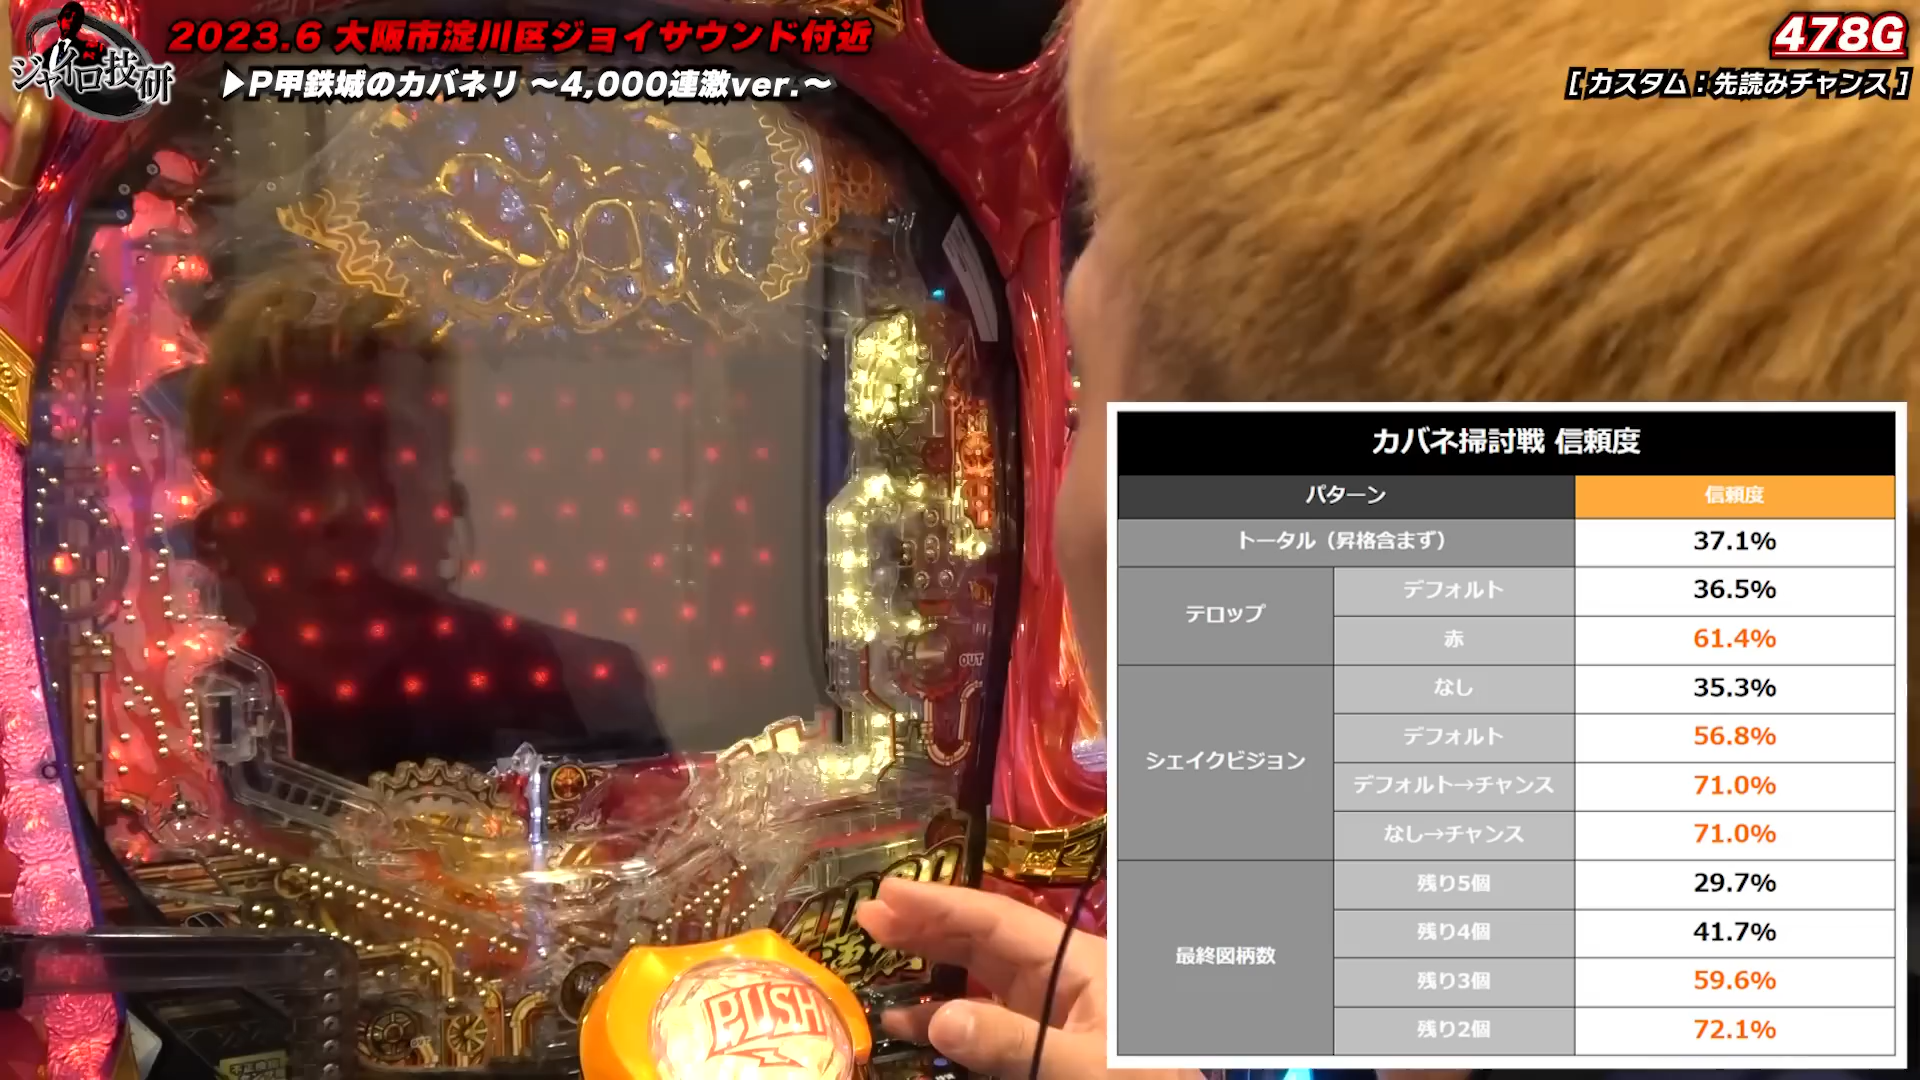 ジャイロ技研
2023.6 大阪市淀川区ジョイサウンド付近
▶P甲鉄城のカバネリ ～4,000連激ver.～
478G
[ カスタム：先読みチャンス ]
カバネ掃討戦 信頼度
パターン 信頼度
トータル（昇格含まず） 37.1%
テロップ デフォルト 36.5%
赤 61.4%
シェイクビジョン なし 35.3%
デフォルト 56.8%
デフォルト→チャンス 71.0%
なし→チャンス 71.0%
最終図柄数 残り5個 29.7%
残り4個 41.7%
残り3個 59.6%
残り2個 72.1%
OUT
4000
連激
PUSH